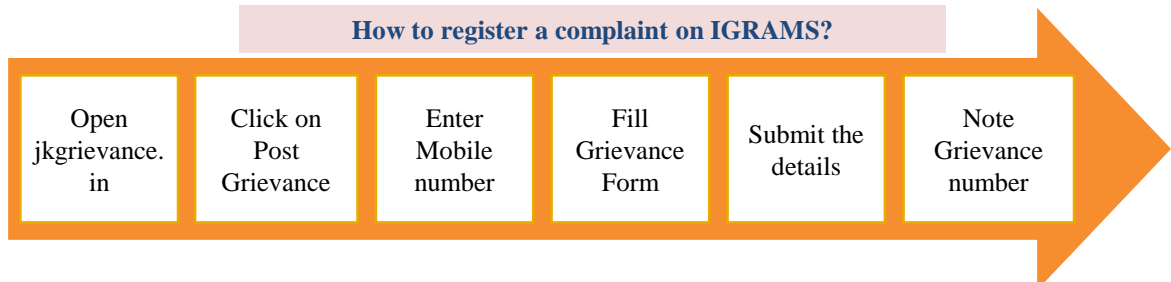 How to register a complaint on IGRAMS?
Open
jkgrievance.
in
Click on
Post
Grievance
Enter
Mobile
number
Fill
Grievance
Form
Submit the
details
Note
Grievance
number